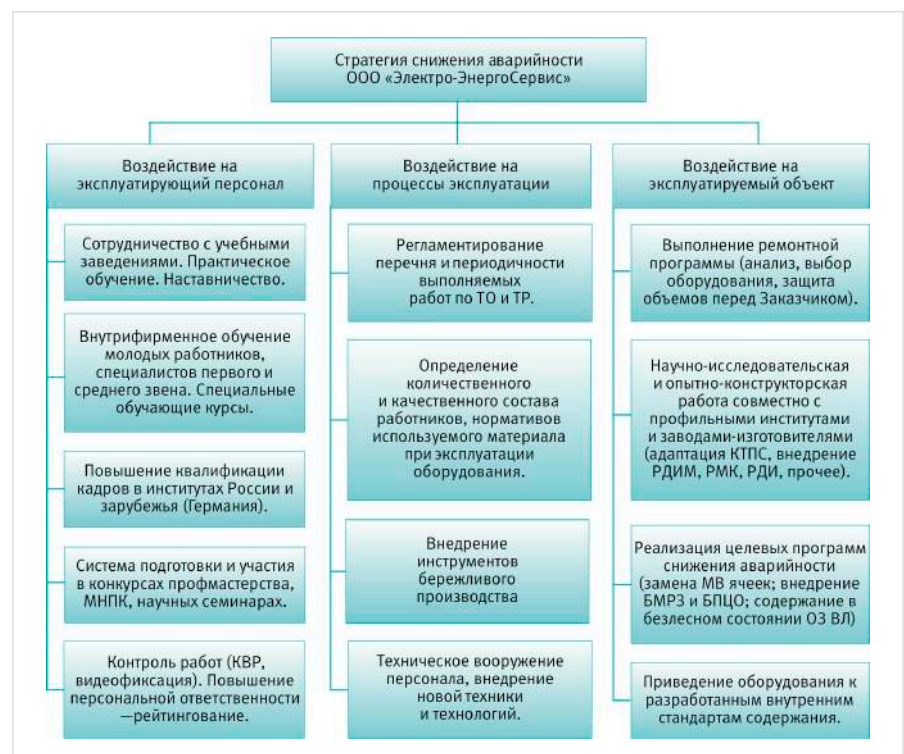 Стратегия снижения аварийности
ООО «Электро-ЭнергоСервис»
Воздействие на
эксплуатирующий персонал
Сотрудничество с учебными
заведениями. Практическое
обучение. Наставничество.
Внутрифирменное обучение
молодых работников,
специалистов первого и
среднего звена. Специальные
обучающие курсы.
Повышение квалификации
кадров в институтах России и
зарубежья (Германия).
Система подготовки и участия
в конкурсах профмастерства,
МНПК, научных семинарах.
Контроль работ (КВР,
видеофиксация). Повышение
персональной ответственности
—рейтингование.
Воздействие на
процессы эксплуатации
Регламентирование
перечня и периодичности
выполняемых
работ по ТО и ТР.
Определение
количественного
и качественного состава
работников, нормативов
используемого материала
при эксплуатации
оборудования.
Внедрение
инструментов
бережливого
производства
Техническое вооружение
персонала, внедрение
новой техники
и технологий.
Воздействие на
эксплуатируемый объект
Выполнение ремонтной
программы (анализ, выбор
оборудования, защита
объемов перед Заказчиком).
Научно-исследовательская
и опытно-конструкторская
работа совместно с
профильными институтами
и заводами-изготовителями
(адаптация КТПС, внедрение
РДИМ, РМК, РДИ, прочее).
Реализация целевых программ
снижения аварийности
(замена МВ ячеек; внедрение
БМРЗ и БПЦО; содержание в
безлесном состоянии ОЗ ВЛ)
Приведение оборудования к
разработанным внутренним
стандартам содержания.